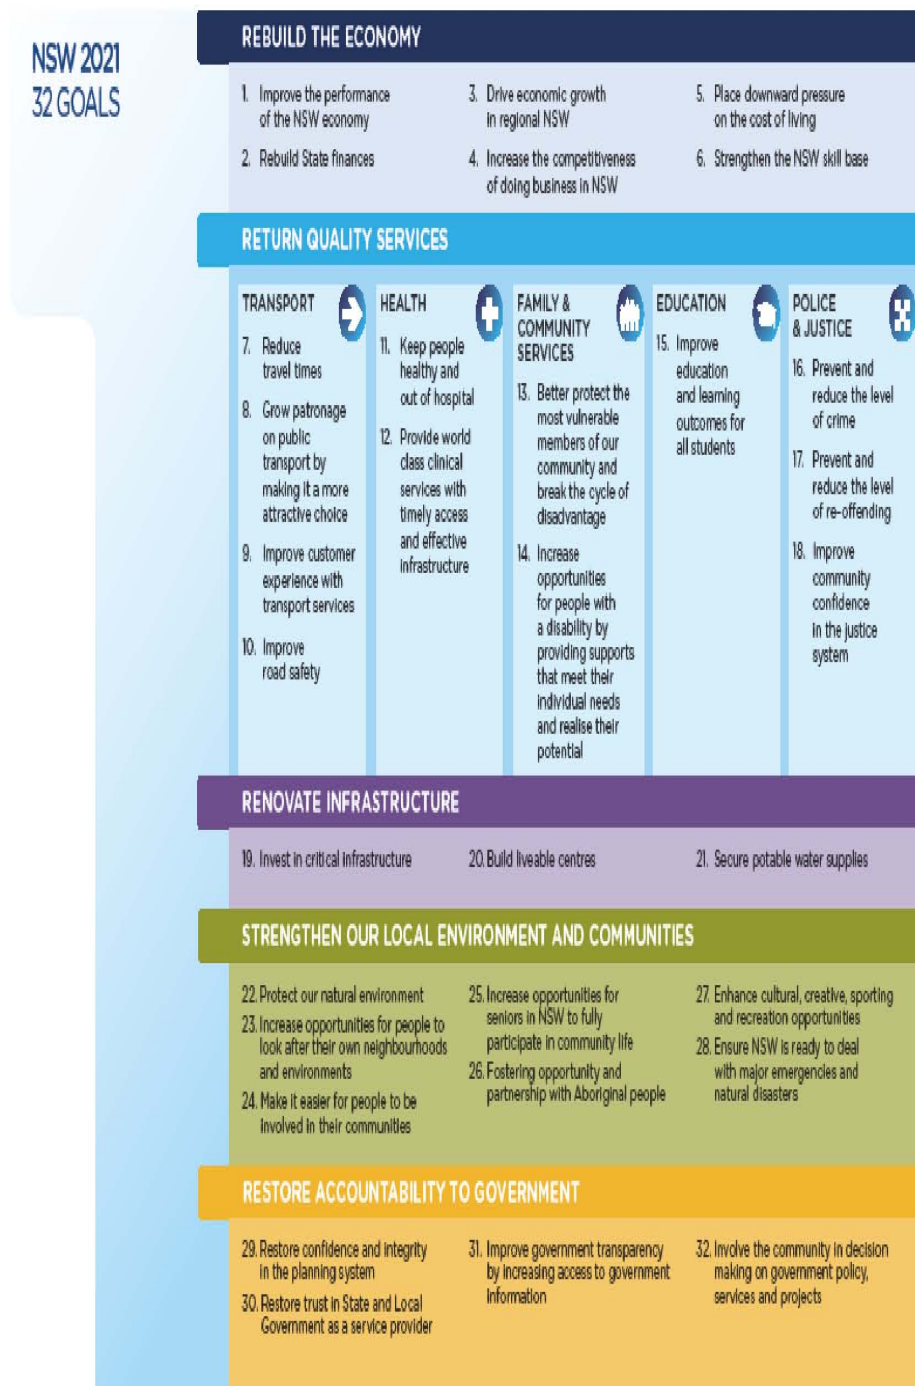 NSW 2021
32 GOALS
REBUILD THE ECONOMY
1. Improve the performance
of the NSW economy
2. Rebuild State finances
3. Drive economic growth
in regional NSW
4. Increase the competitiveness
of doing business in NSW
5. Place downward pressure
on the cost of living
6. Strengthen the NSW skill base
RETURN QUALITY SERVICES
TRANSPORT
7. Reduce
travel times
8. Grow patronage
on public
transport by
making it a more
attractive choice
9. Improve customer
experience with
transport services
10. Improve
road safety
HEALTH
11. Keep people
healthy and
out of hospital
12. Provide world
class clinical
services with
timely access
and effective
infrastructure
FAMILY &
COMMUNITY
SERVICES
13. Better protect the
most vulnerable
members of our
community and
break the cycle of
disadvantage
14. Increase
opportunities
for people with
a disability by
providing supports
that meet their
individual needs
and realise their
potential
EDUCATION
15. Improve
education
and learning
outcomes for
all students
POLICE
& JUSTICE
16. Prevent and
reduce the level
of crime
17. Prevent and
reduce the level
of re-offending
18. Improve
community
confidence
in the justice
system
RENOVATE INFRASTRUCTURE
19. Invest in critical infrastructure
20. Build liveable centres
21. Secure potable water supplies
STRENGTHEN OUR LOCAL ENVIRONMENT AND COMMUNITIES
22. Protect our natural environment
23. Increase opportunities for people to
look after their own neighbourhoods
and environments
24. Make it easier for people to be
involved in their communities
25. Increase opportunities for
seniors in NSW to fully
participate in community life
26. Fostering opportunity and
partnership with Aboriginal people
27. Enhance cultural, creative, sporting
and recreation opportunities
28. Ensure NSW is ready to deal
with major emergencies and
natural disasters
RESTORE ACCOUNTABILITY TO GOVERNMENT
29. Restore confidence and integrity
in the planning system
30. Restore trust in State and Local
Government as a service provider
31. Improve government transparency
by increasing access to government
information
32. Involve the community in decision
making on government policy,
services and projects